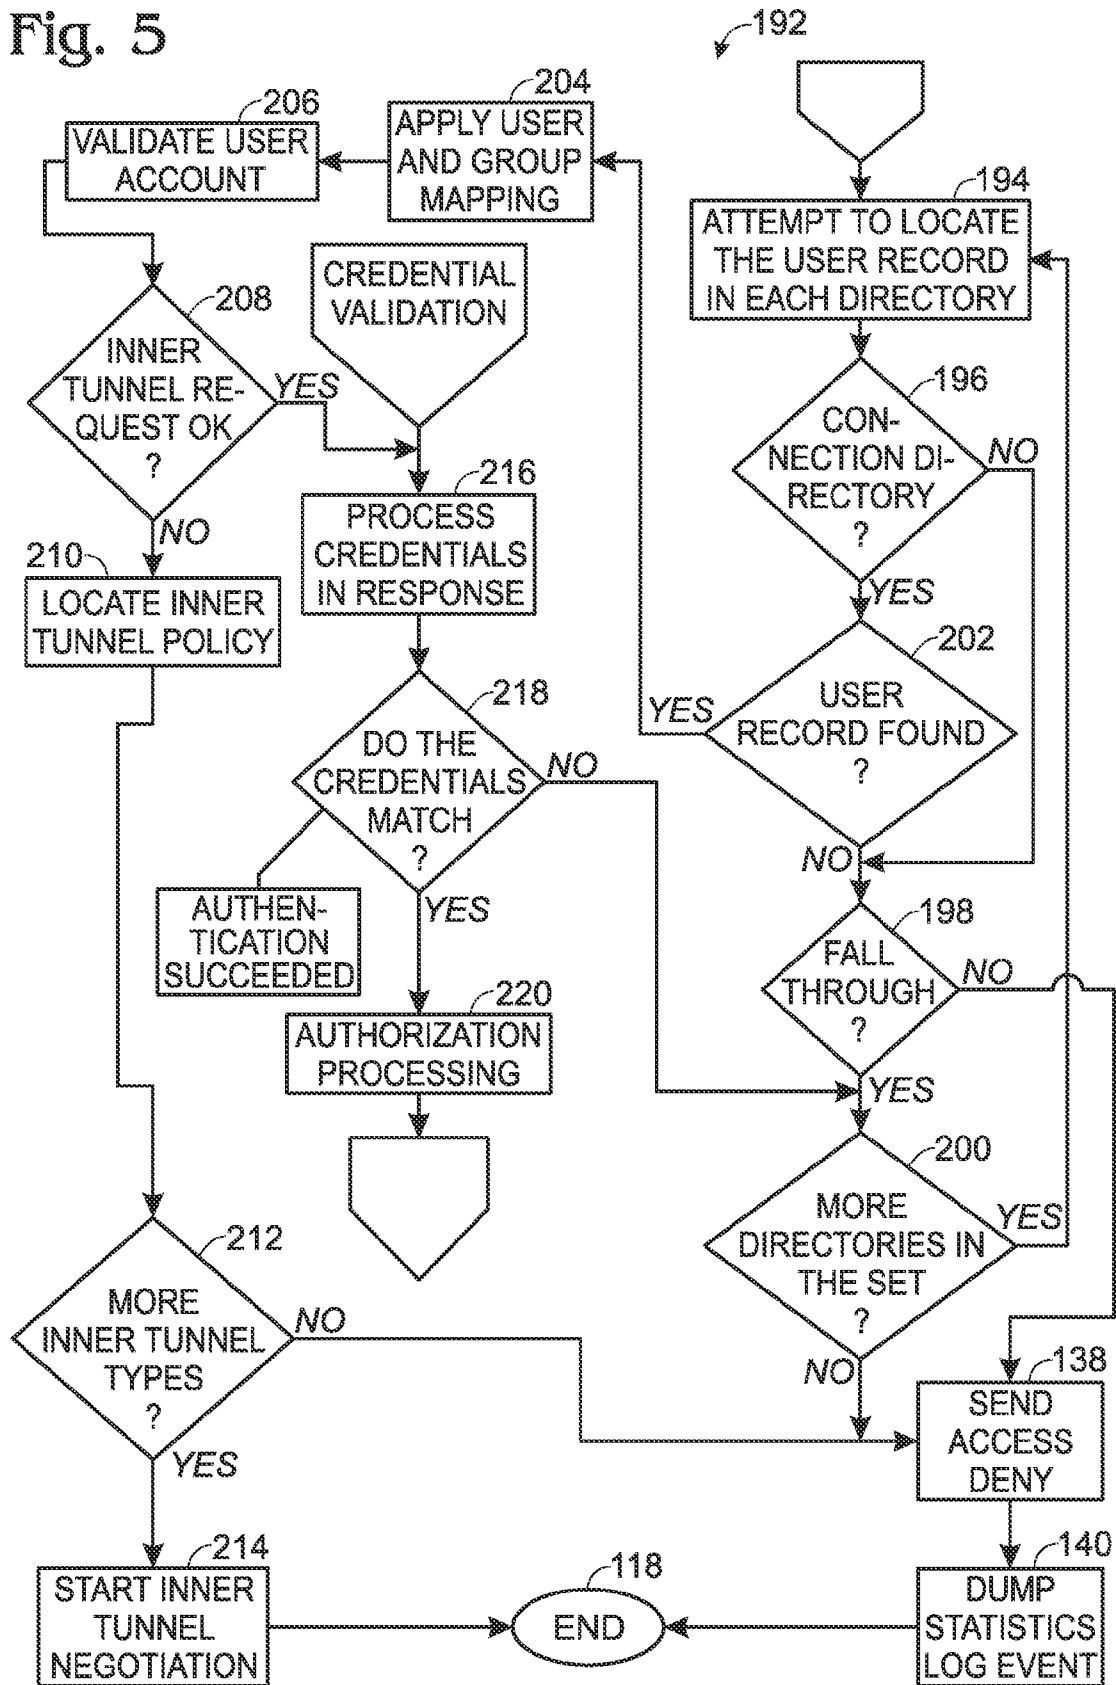 Fig. 5
192
206
VALIDATE USER
ACCOUNT
204
APPLY USER
AND GROUP
MAPPING
194
ATTEMPT TO LOCATE
THE USER RECORD
IN EACH DIRECTORY
CREDENTIAL
VALIDATION
208
INNER
TUNNEL RE-
QUEST OK
?
YES
NO
196
CON-
NECTION DI-
RECTORY
?
NO
YES
216
PROCESS
CREDENTIALS
IN RESPONSE
210
LOCATE INNER
TUNNEL POLICY
202
USER
RECORD FOUND
?
YES
NO
218
DO THE
CREDENTIALS
MATCH
?
NO
YES
AUTHEN-
TICATION
SUCCEEDED
198
FALL
THROUGH
?
NO
YES
220
AUTHORIZATION
PROCESSING
200
MORE
DIRECTORIES IN
THE SET
?
YES
NO
212
MORE
INNER TUNNEL
TYPES
?
NO
YES
138
SEND
ACCESS
DENY
214
START INNER
TUNNEL
NEGOTIATION
118
END
140
DUMP
STATISTICS
LOG EVENT